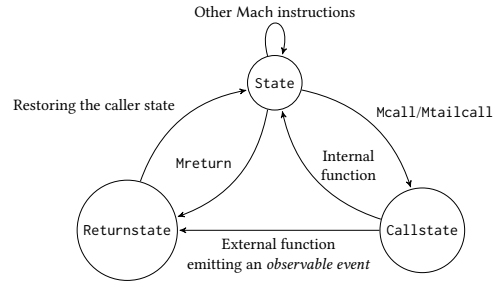 Other Mach instructions
State
Restoring the caller state
Mcall/Mtailcall
Mreturn
Internal
function
Returnstate
Callstate
External function
emitting an observable event